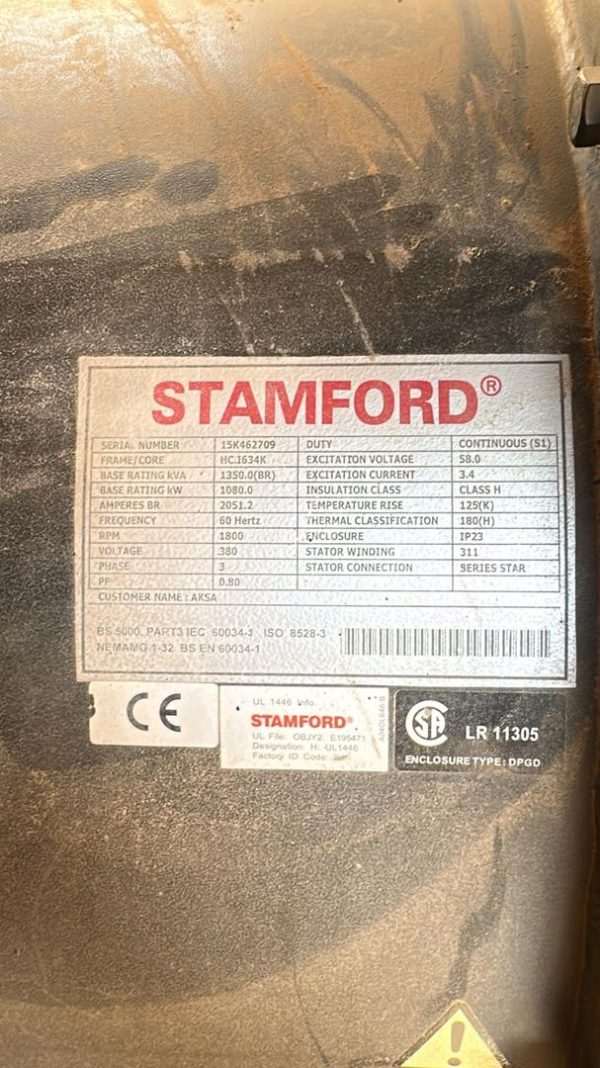 STAMFORD®
SERIAL NUMBER 15K462709 DUTY CONTINUOUS (S1)
FRAME/CORE HC.I634K EXCITATION VOLTAGE 58.0
BASE RATING kVA 1350.0(BR) EXCITATION CURRENT 3.4
BASE RATING kW 1080.0 INSULATION CLASS CLASS H
AMPERES BR 2051.2 TEMPERATURE RISE 125(K)
FREQUENCY 60 Hertz THERMAL CLASSIFICATION 180(H)
RPM 1800 ENCLOSURE IP23
VOLTAGE 380 STATOR WINDING 311
PHASE 3 STATOR CONNECTION SERIES STAR
PF 0.80
CUSTOMER NAME : AKSA
BS 5000, PART3 IEC 60034-1 ISO 8528-3
NEMAMG 1-32 BS EN 60034-1
CE
UL 1446 Info.
STAMFORD®
UL File: OBJY2: E195471
Designation: H. UL1446
Factory ID Code:
SA
LR 11305
ENCLOSURE TYPE : DPGD